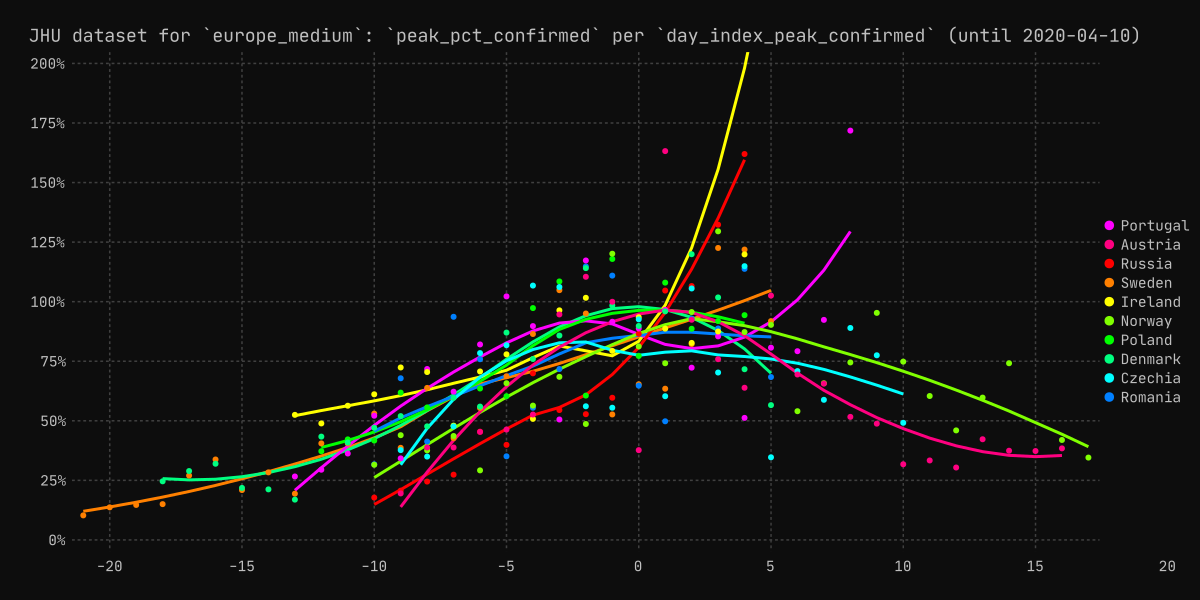 JHU dataset for `europe_medium`: `peak_pct_confirmed` per `day_index_peak_confirmed` (until 2020-04-10)
200%
175%
150%
125%
100%
75%
50%
25%
0%
-20 -15 -10 -5 0 5 10 15 20
Portugal
Austria
Russia
Sweden
Ireland
Norway
Poland
Denmark
Czechia
Romania